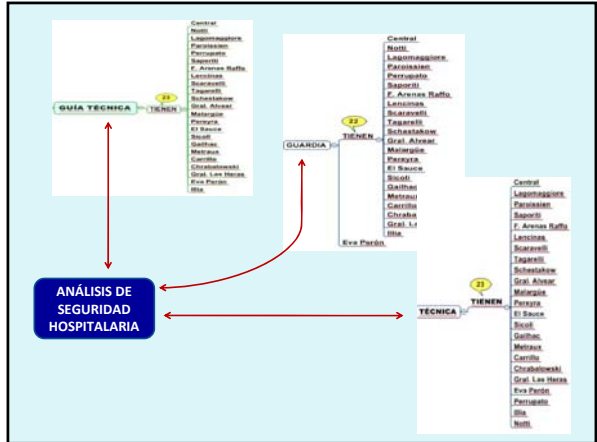 Central
Notti
Lagomaggiore
Paroissien
Perrupato
Saporiti
F. Arenas Raffo
Lencinas
Scaravelli
Tagarelli
Schestakow
Gral. Alvear
Malargüe
Pereyra
El Sauce
Sicoli
Gailhac
Metraux
Carrillo
Chrabalowski
Gral. Las Heras
Eva Perón
Illia
23
GUÍA TÉCNICA
TIENEN
Central
Notti
Lagomaggiore
Paroissien
Perrupato
Saporiti
F. Arenas Raffo
Lencinas
Scaravelli
Tagarelli
Schestakow
Gral. Alvear
Malargüe
Pereyra
El Sauce
Sicoli
Gailhac
Metraux
Carrillo
Chraba
Gral. L
Illia
22
TIENEN
GUARDIA
Eva Perón
Central
Lagomaggiore
Paroissien
Saporiti
F. Arenas Raffo
Lencinas
Scaravelli
Tagarelli
Schestakow
Gral. Alvear
Malargüe
Pereyra
El Sauce
Sicoli
Gailhac
Metraux
Carrillo
Chrabalowski
Gral. Las Heras
Eva Perón
Perrupato
Illia
Notti
23
TIENEN
TÉCNICA
ANÁLISIS DE
SEGURIDAD
HOSPITALARIA